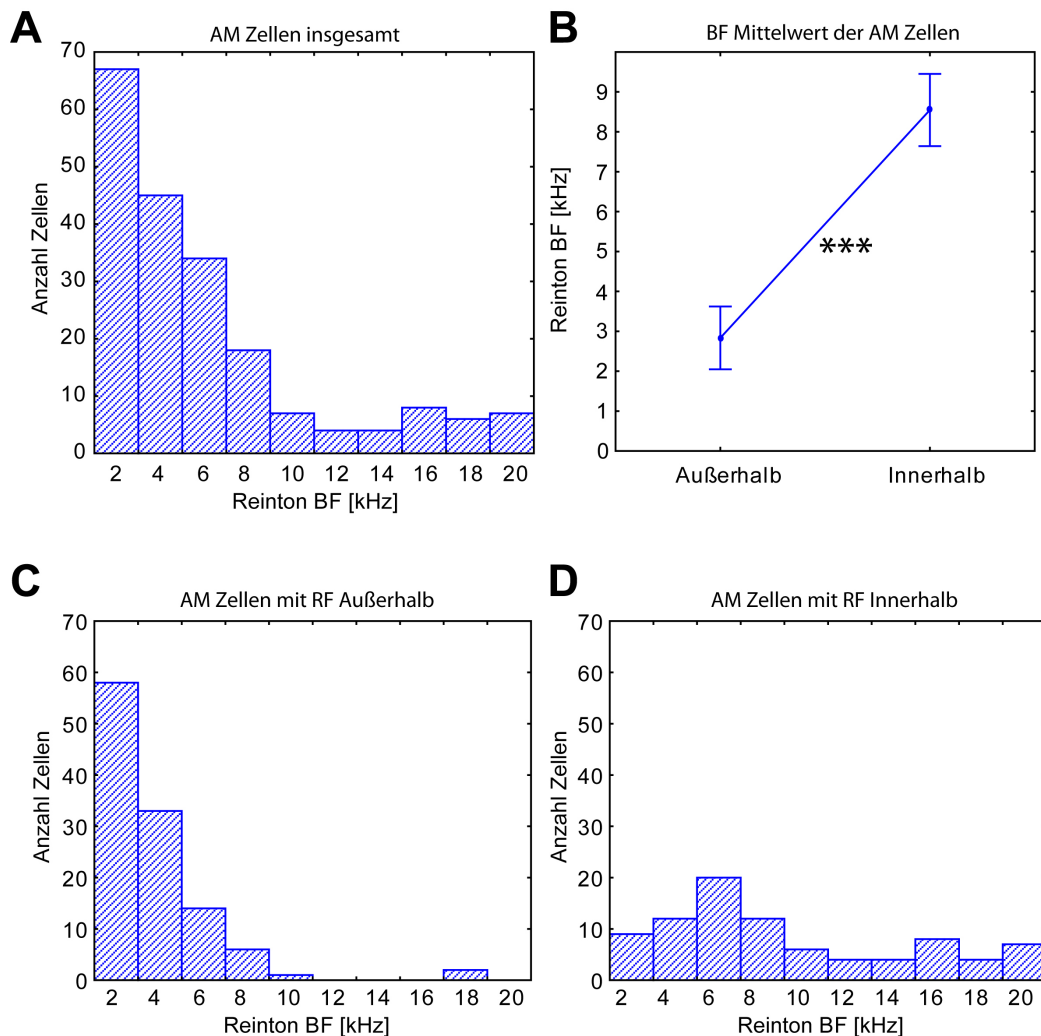 A
AM Zellen insgesamt
70
60
50
40
30
20
10
0
Anzahl Zellen
2 4 6 8 10 12 14 16 18 20
Reinton BF [kHz]
B
BF Mittelwert der AM Zellen
9
8
7
6
5
4
3
2
1
0
Reinton BF [kHz]
***
Außerhalb Innerhalb
C
AM Zellen mit RF Außerhalb
70
60
50
40
30
20
10
0
Anzahl Zellen
2 4 6 8 10 12 14 16 18 20
Reinton BF [kHz]
D
AM Zellen mit RF Innerhalb
70
60
50
40
30
20
10
0
Anzahl Zellen
2 4 6 8 10 12 14 16 18 20
Reinton BF [kHz]